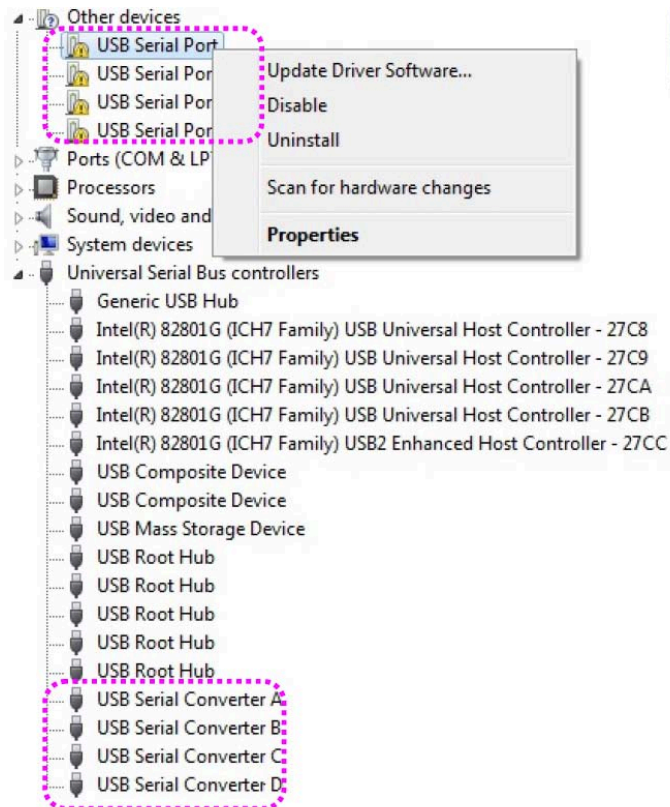 Other devices
USB Serial Port
USB Serial Por
USB Serial Por
USB Serial Por
Update Driver Software...
Disable
Uninstall
Scan for hardware changes
Properties
Ports (COM & LP
Processors
Sound, video and
System devices
Universal Serial Bus controllers
Generic USB Hub
Intel(R) 82801G (ICH7 Family) USB Universal Host Controller - 27C8
Intel(R) 82801G (ICH7 Family) USB Universal Host Controller - 27C9
Intel(R) 82801G (ICH7 Family) USB Universal Host Controller - 27CA
Intel(R) 82801G (ICH7 Family) USB Universal Host Controller - 27CB
Intel(R) 82801G (ICH7 Family) USB2 Enhanced Host Controller - 27CC
USB Composite Device
USB Composite Device
USB Mass Storage Device
USB Root Hub
USB Root Hub
USB Root Hub
USB Root Hub
USB Root Hub
USB Serial Converter A
USB Serial Converter B
USB Serial Converter C
USB Serial Converter D